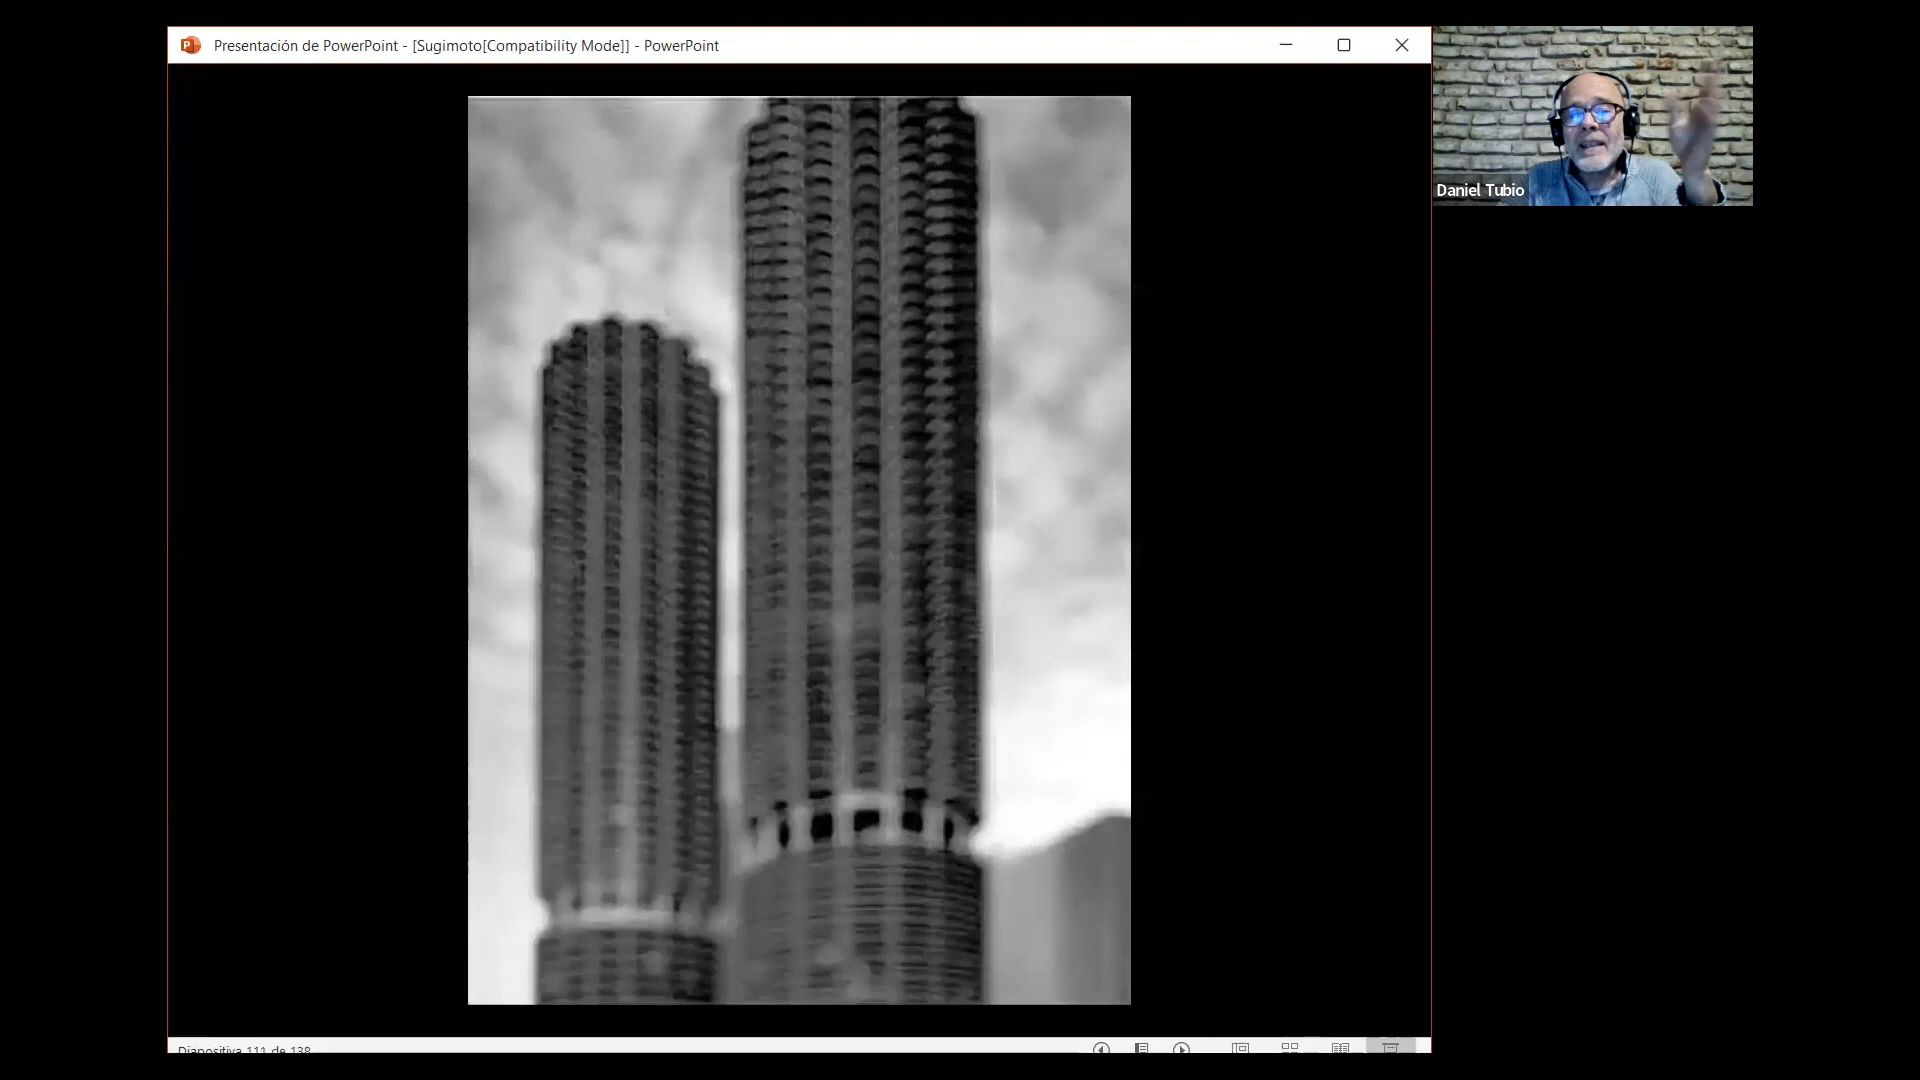 Presentación de PowerPoint - [Sugimoto[Compatibility Mode]] - PowerPoint
Daniel Tubio
Diapositiva 111 de 138